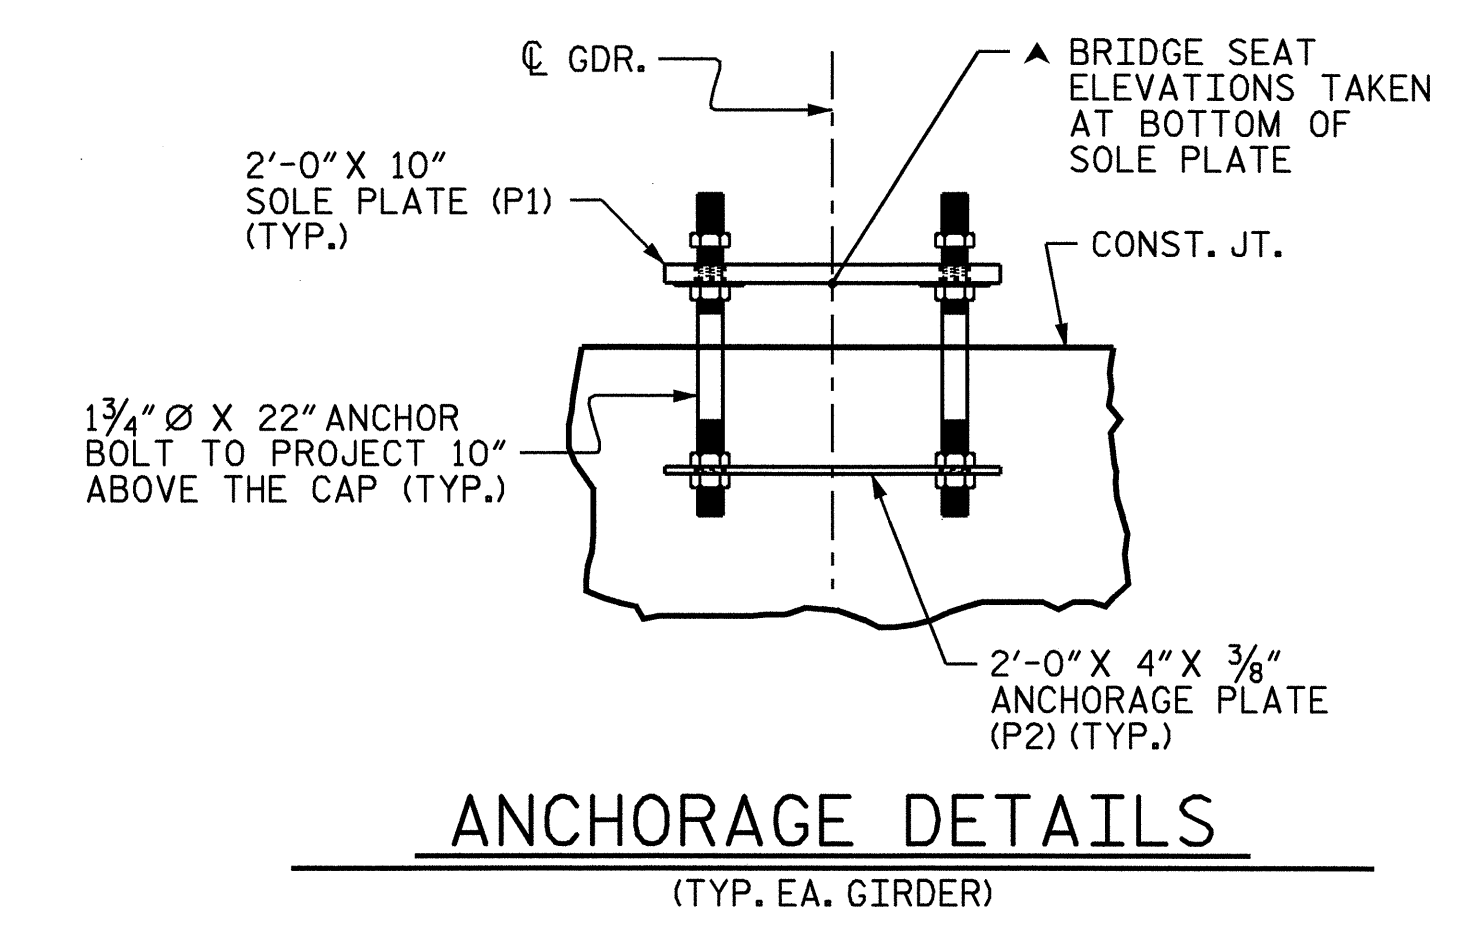 ℄ GDR.
▲ BRIDGE SEAT
ELEVATIONS TAKEN
AT BOTTOM OF
SOLE PLATE
2'-0" X 10"
SOLE PLATE (P1)
(TYP.)
CONST. JT.
1 3/4" Ø X 22" ANCHOR
BOLT TO PROJECT 10"
ABOVE THE CAP (TYP.)
2'-0" X 4" X 3/8"
ANCHORAGE PLATE
(P2) (TYP.)
ANCHORAGE DETAILS
(TYP. EA. GIRDER)